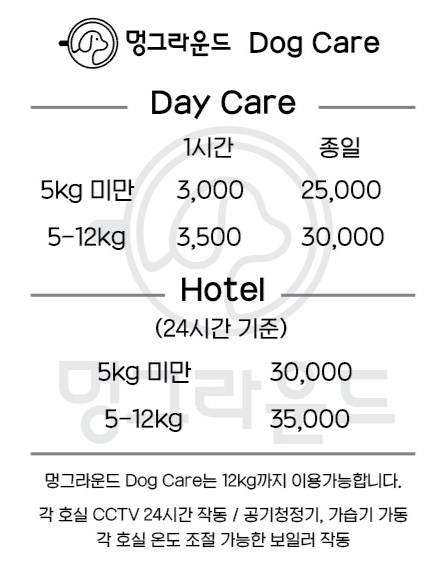 멍그라운드 Dog Care
Day Care
1시간 종일
5kg 미만 3,000 25,000
5-12kg 3,500 30,000
Hotel
(24시간 기준)
5kg 미만 30,000
5-12kg 35,000
멍그라운드
멍그라운드 Dog Care는 12kg까지 이용가능합니다.
각 호실 CCTV 24시간 작동 / 공기청정기, 가습기 가동
각 호실 온도 조절 가능한 보일러 작동